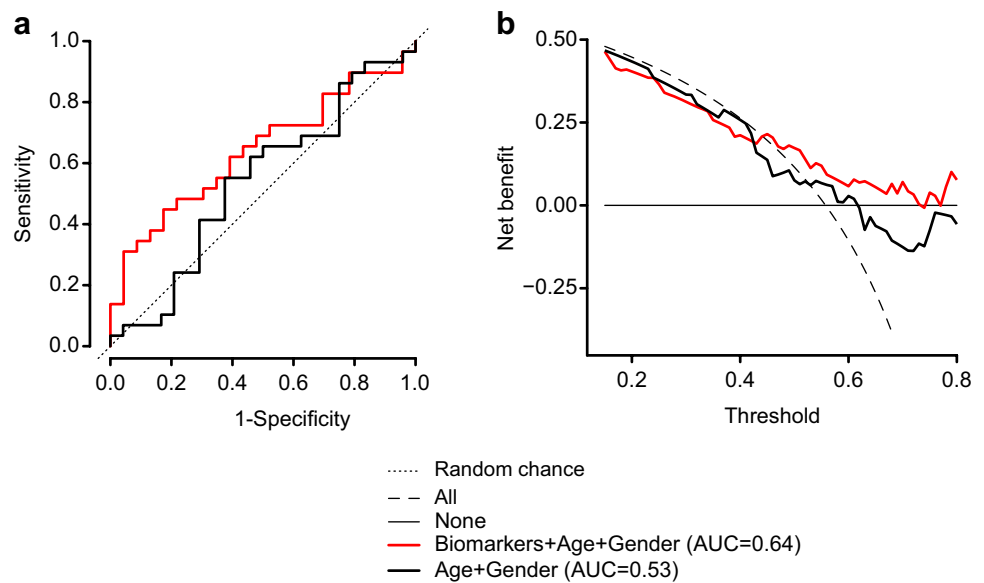 a
1.0
0.8
0.6
0.4
0.2
0.0
Sensitivity
0.0 0.2 0.4 0.6 0.8 1.0
1-Specificity
b
0.50
0.25
0.00
−0.25
Net benefit
0.2 0.4 0.6 0.8
Threshold
Random chance
All
None
Biomarkers+Age+Gender (AUC=0.64)
Age+Gender (AUC=0.53)